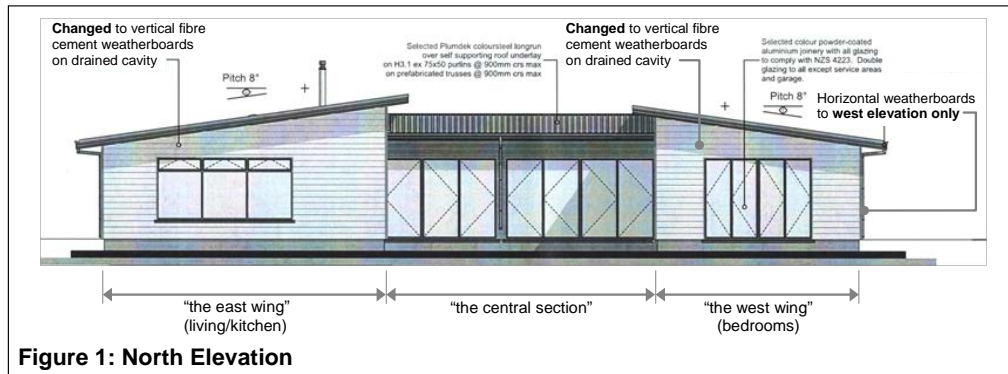 Changed to vertical fibre
cement weatherboards
on drained cavity
Selected Plumdek coloursteel longrun
over self supporting roof underlay
on H3.1 ex 75x50 purlins @ 900mm crs max
on prefabricated trusses @ 900mm crs max
Changed to vertical fibre
cement weatherboards
on drained cavity
Selected colour powder-coated
aluminium joinery with all glazing
to comply with NZS 4223. Double
glazing to all except service areas
and garage.
Pitch 8°
Pitch 8°
Horizontal weatherboards
to west elevation only
"the east wing"
(living/kitchen)
"the central section"
"the west wing"
(bedrooms)
Figure 1: North Elevation